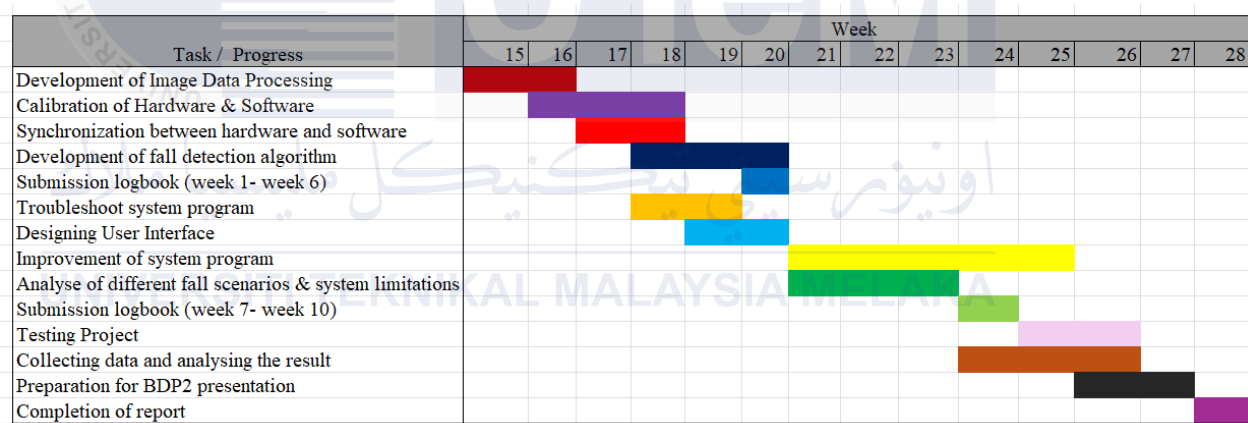 Week
Task / Progress 15 16 17 18 19 20 21 22 23 24 25 26 27 28
Development of Image Data Processing
Calibration of Hardware & Software
Synchronization between hardware and software
Development of fall detection algorithm
Submission logbook (week 1- week 6)
Troubleshoot system program
Designing User Interface
Improvement of system program
Analyse of different fall scenarios & system limitations
Submission logbook (week 7- week 10)
Testing Project
Collecting data and analysing the result
Preparation for BDP2 presentation
Completion of report
اونيۏرسيتي تيكنيكل مليسيا ملاك
UNIVERSITI TEKNIKAL MALAYSIA MELAKA